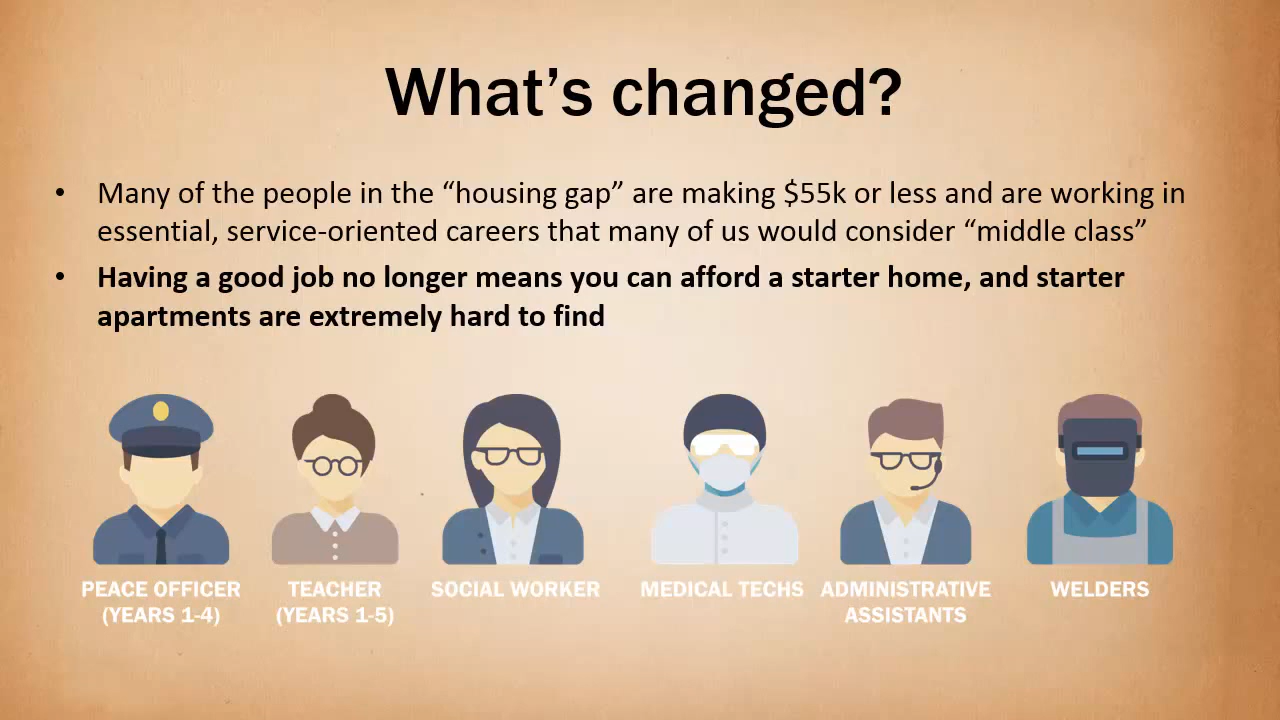 What’s changed?
• Many of the people in the “housing gap” are making $55k or less and are working in
essential, service-oriented careers that many of us would consider “middle class”
• Having a good job no longer means you can afford a starter home, and starter
apartments are extremely hard to find
PEACE OFFICER
(YEARS 1-4)
TEACHER
(YEARS 1-5)
SOCIAL WORKER
MEDICAL TECHS
ADMINISTRATIVE
ASSISTANTS
WELDERS